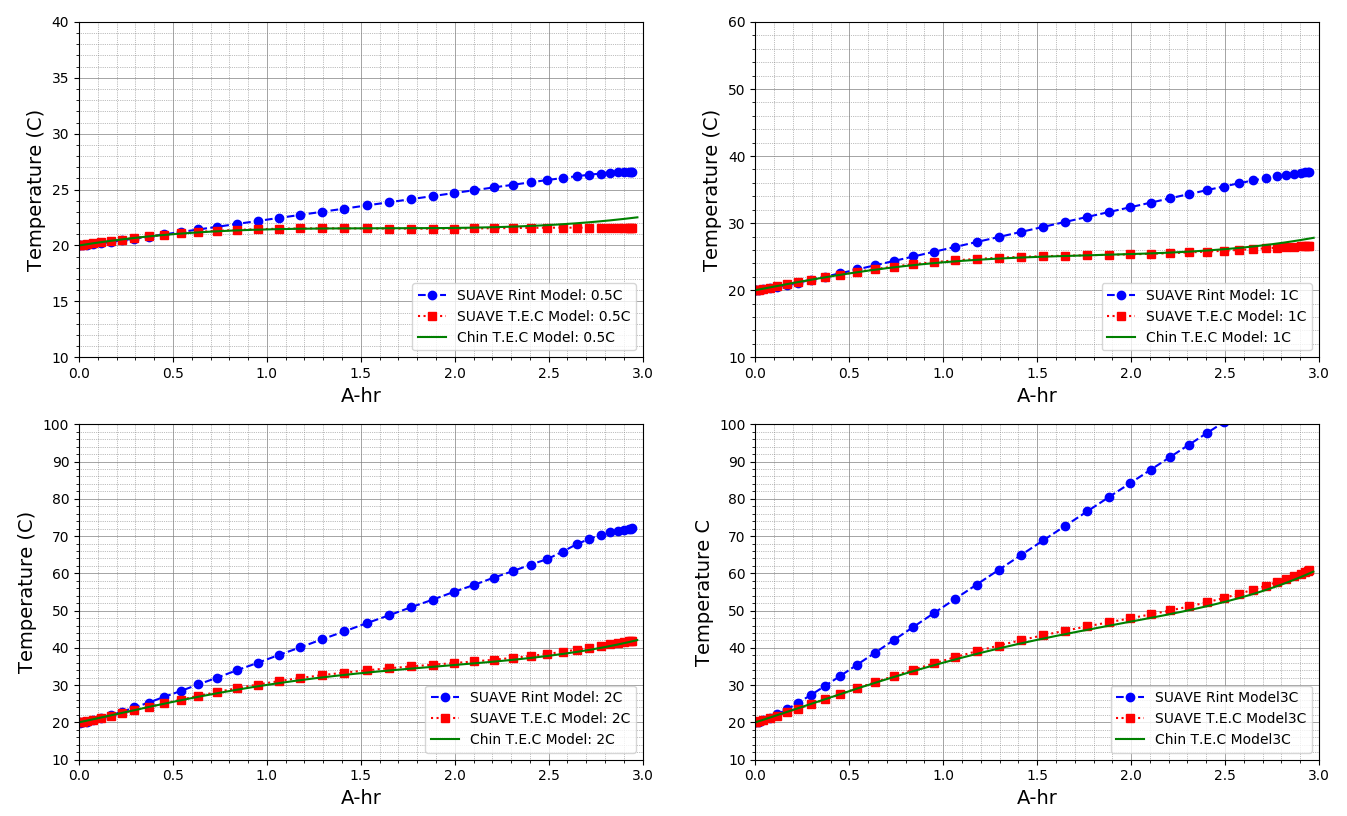 40
35
30
25
20
15
10
Temperature (C)
SUAVE Rint Model: 0.5C
SUAVE T.E.C Model: 0.5C
Chin T.E.C Model: 0.5C
0.0 0.5 1.0 1.5 2.0 2.5 3.0
A-hr
60
50
40
30
20
10
Temperature (C)
SUAVE Rint Model: 1C
SUAVE T.E.C Model: 1C
Chin T.E.C Model: 1C
0.0 0.5 1.0 1.5 2.0 2.5 3.0
A-hr
100
90
80
70
60
50
40
30
20
10
Temperature (C)
SUAVE Rint Model: 2C
SUAVE T.E.C Model: 2C
Chin T.E.C Model: 2C
0.0 0.5 1.0 1.5 2.0 2.5 3.0
A-hr
100
90
80
70
60
50
40
30
20
10
Temperature C
SUAVE Rint Model3C
SUAVE T.E.C Model3C
Chin T.E.C Model3C
0.0 0.5 1.0 1.5 2.0 2.5 3.0
A-hr